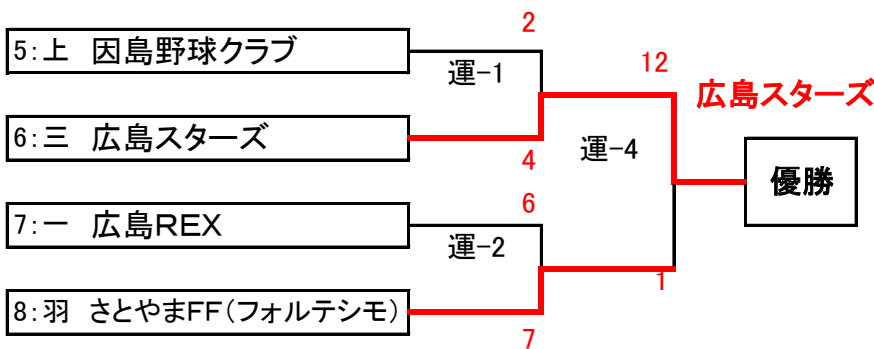 2
5:上 因島野球クラブ
運-1
12
広島スターズ
6:三 広島スターズ
4
運-4
優勝
6
7:一 広島REX
運-2
1
8:羽 さとやまFF(フォルテシモ)
7